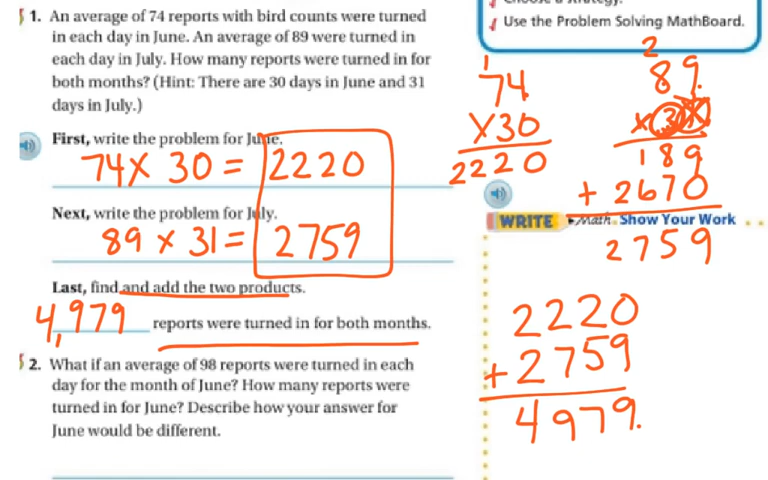 Use the Problem Solving MathBoard.
1. An average of 74 reports with bird counts were turned
in each day in June. An average of 89 were turned in
each day in July. How many reports were turned in for
both months? (Hint: There are 30 days in June and 31
days in July.)
First, write the problem for June.
74 x 30 = 2220
Next, write the problem for July.
89 x 31 = 2759
Last, find and add the two products.
4,979 reports were turned in for both months.
2. What if an average of 98 reports were turned in each
day for the month of June? How many reports were
turned in for June? Describe how your answer for
June would be different.
1
74
x30
2220
2
89.
x
189
+ 2670
WRITE Math Show Your Work
2759
2220
+2759
4979.